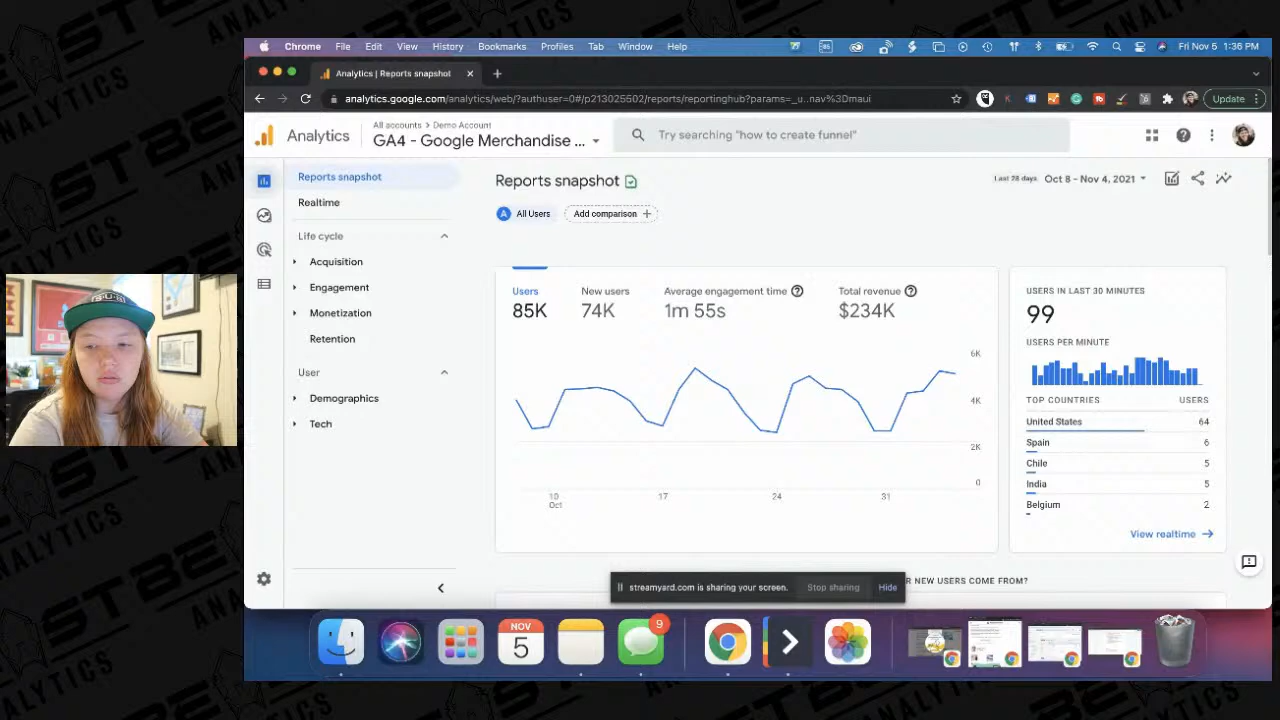 ST8E
ANALYTICS
Chrome File Edit View History Bookmarks Profiles Tab Window Help
Fri Nov 5 1:36 PM
Analytics | Reports snapshot
analytics.google.com/analytics/web/?authuser=0#/p213025502/reports/reportinghub?params=_u..nav%3Dmaui
Update
Analytics
All accounts > Demo Account
GA4 - Google Merchandise ...
Try searching "how to create funnel"
Reports snapshot
Realtime
Life cycle
Acquisition
Engagement
Monetization
Retention
User
Demographics
Tech
Reports snapshot
Last 28 days Oct 8 - Nov 4, 2021
A All Users
Add comparison +
Users
85K
New users
74K
Average engagement time
1m 55s
Total revenue
$234K
6K
4K
2K
0
10
Oct
17
24
31
USERS IN LAST 30 MINUTES
99
USERS PER MINUTE
TOP COUNTRIES USERS
United States 64
Spain 6
Chile 5
India 5
Belgium 2
View realtime
streamyard.com is sharing your screen. Stop sharing Hide
R NEW USERS COME FROM?
NOV
5
9